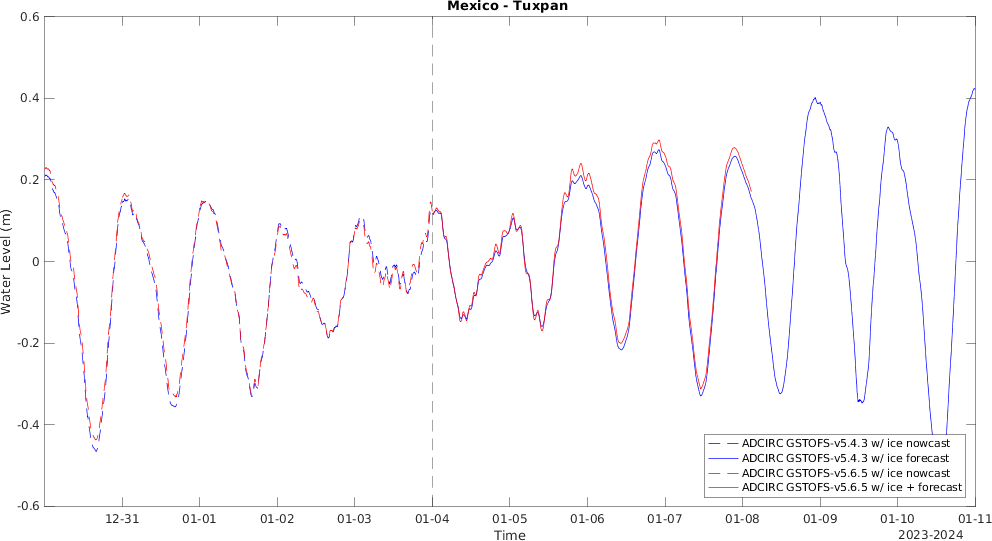 Mexico - Tuxpan
0.6
0.4
0.2
0
-0.2
-0.4
-0.6
Water Level (m)
ADCIRC GSTOFS-v5.4.3 w/ ice nowcast
ADCIRC GSTOFS-v5.4.3 w/ ice forecast
ADCIRC GSTOFS-v5.6.5 w/ ice nowcast
ADCIRC GSTOFS-v5.6.5 w/ ice + forecast
12-31 01-01 01-02 01-03 01-04 01-05 01-06 01-07 01-08 01-09 01-10 01-11
Time
2023-2024